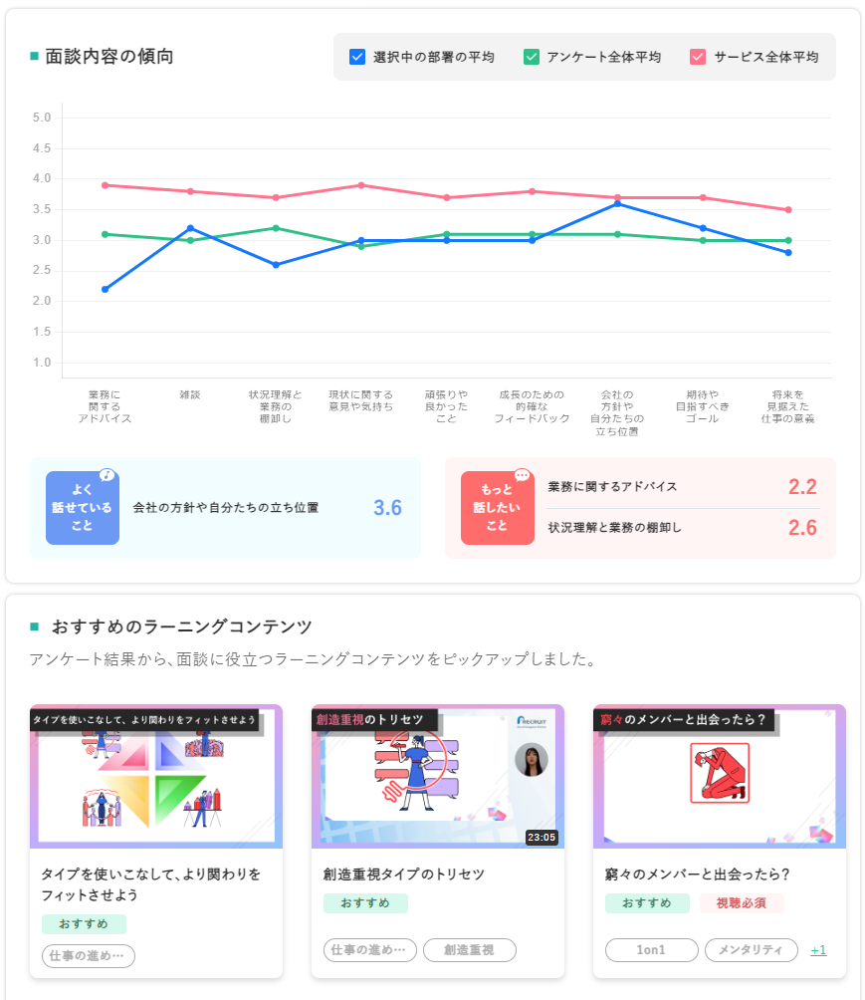 面談内容の傾向
選択中の部署の平均
アンケート全体平均
サービス全体平均
5.0
4.5
4.0
3.5
3.0
2.5
2.0
1.5
1.0
業務に
関する
アドバイス
雑談
状況理解と
業務の
棚卸し
現状に関する
意見や気持ち
頑張りや
良かった
こと
成長のための
的確な
フィードバック
会社の
方針や
自分たちの
立ち位置
期待や
目指すべき
ゴール
将来を
見据えた
仕事の意義
よく
話せている
こと
会社の方針や自分たちの立ち位置
3.6
もっと
話したい
こと
業務に関するアドバイス
2.2
状況理解と業務の棚卸し
2.6
おすすめのラーニングコンテンツ
アンケート結果から、面談に役立つラーニングコンテンツをピックアップしました。
タイプを使いこなして、より関わりをフィットさせよう
創造重視のトリセツ
RECRUIT
23:05
窮々のメンバーと出会ったら？
タイプを使いこなして、より関わりを
フィットさせよう
おすすめ
仕事の進め…
創造重視タイプのトリセツ
おすすめ
仕事の進め…
創造重視
窮々のメンバーと出会ったら？
おすすめ
視聴必須
1on1
メンタリティ
+1